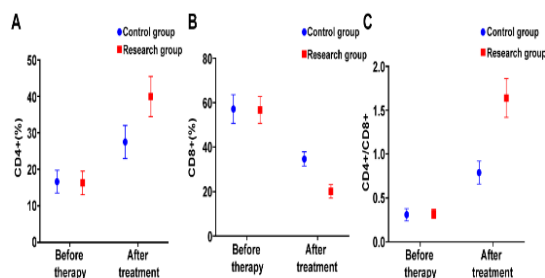 A
Control group
Research group
CD4+(%)
50
40
30
20
10
0
Before
therapy
After
treatment
B
Control group
Research group
CD8+(%)
80
60
40
20
0
Before
therapy
After
treatment
C
Control group
Research group
CD4+/CD8+
2.0
1.5
1.0
0.5
0.0
Before
therapy
After
treatment